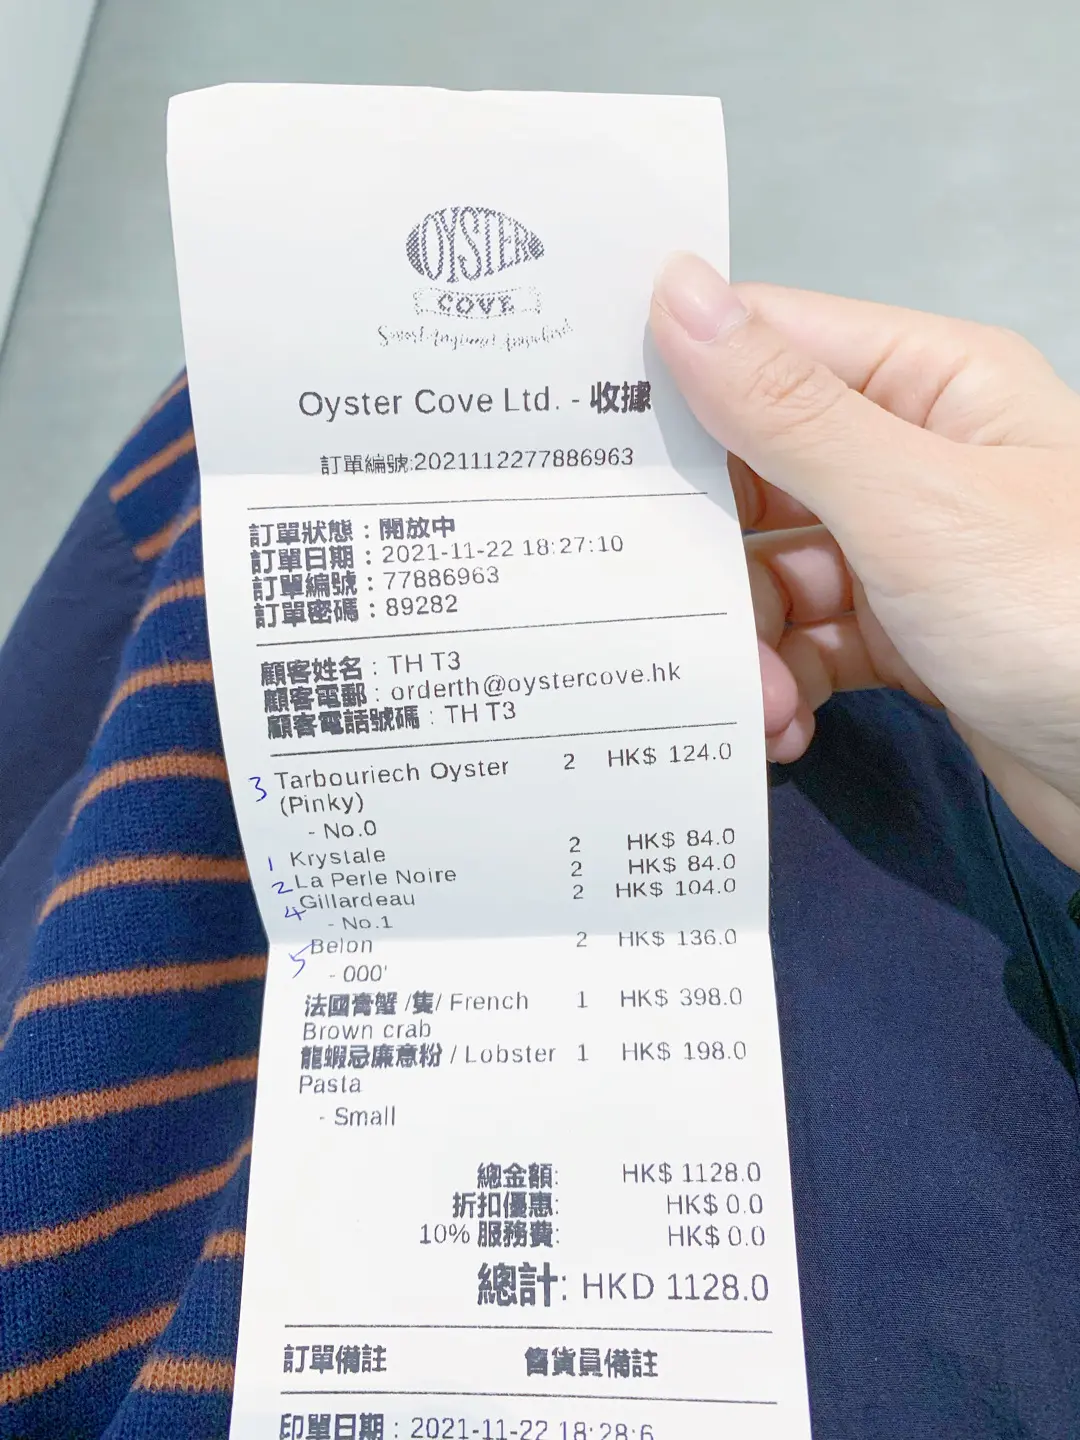 OYSTER
COVE
Oyster Cove Ltd. - 收據
訂單編號:2021112277886963
訂單狀態 : 開放中
訂單日期 : 2021-11-22 18:27:10
訂單編號 : 77886963
訂單密碼 : 89282
顧客姓名 : TH T3
顧客電郵 : orderth@oystercove.hk
顧客電話號碼 : TH T3
3 Tarbouriech Oyster 2 HK$ 124.0
(Pinky)
- No.0
1 Krystale 2 HK$ 84.0
2 La Perle Noire 2 HK$ 84.0
4 Gillardeau 2 HK$ 104.0
- No.1
5 Belon 2 HK$ 136.0
- 000'
法國膏蟹 /隻/ French 1 HK$ 398.0
Brown crab
龍蝦忌廉意粉 / Lobster 1 HK$ 198.0
Pasta
- Small
總金額: HK$ 1128.0
折扣優惠: HK$ 0.0
10% 服務費: HK$ 0.0
總計: HKD 1128.0
訂單備註 售貨員備註
印單日期 : 2021-11-22 18:28:6